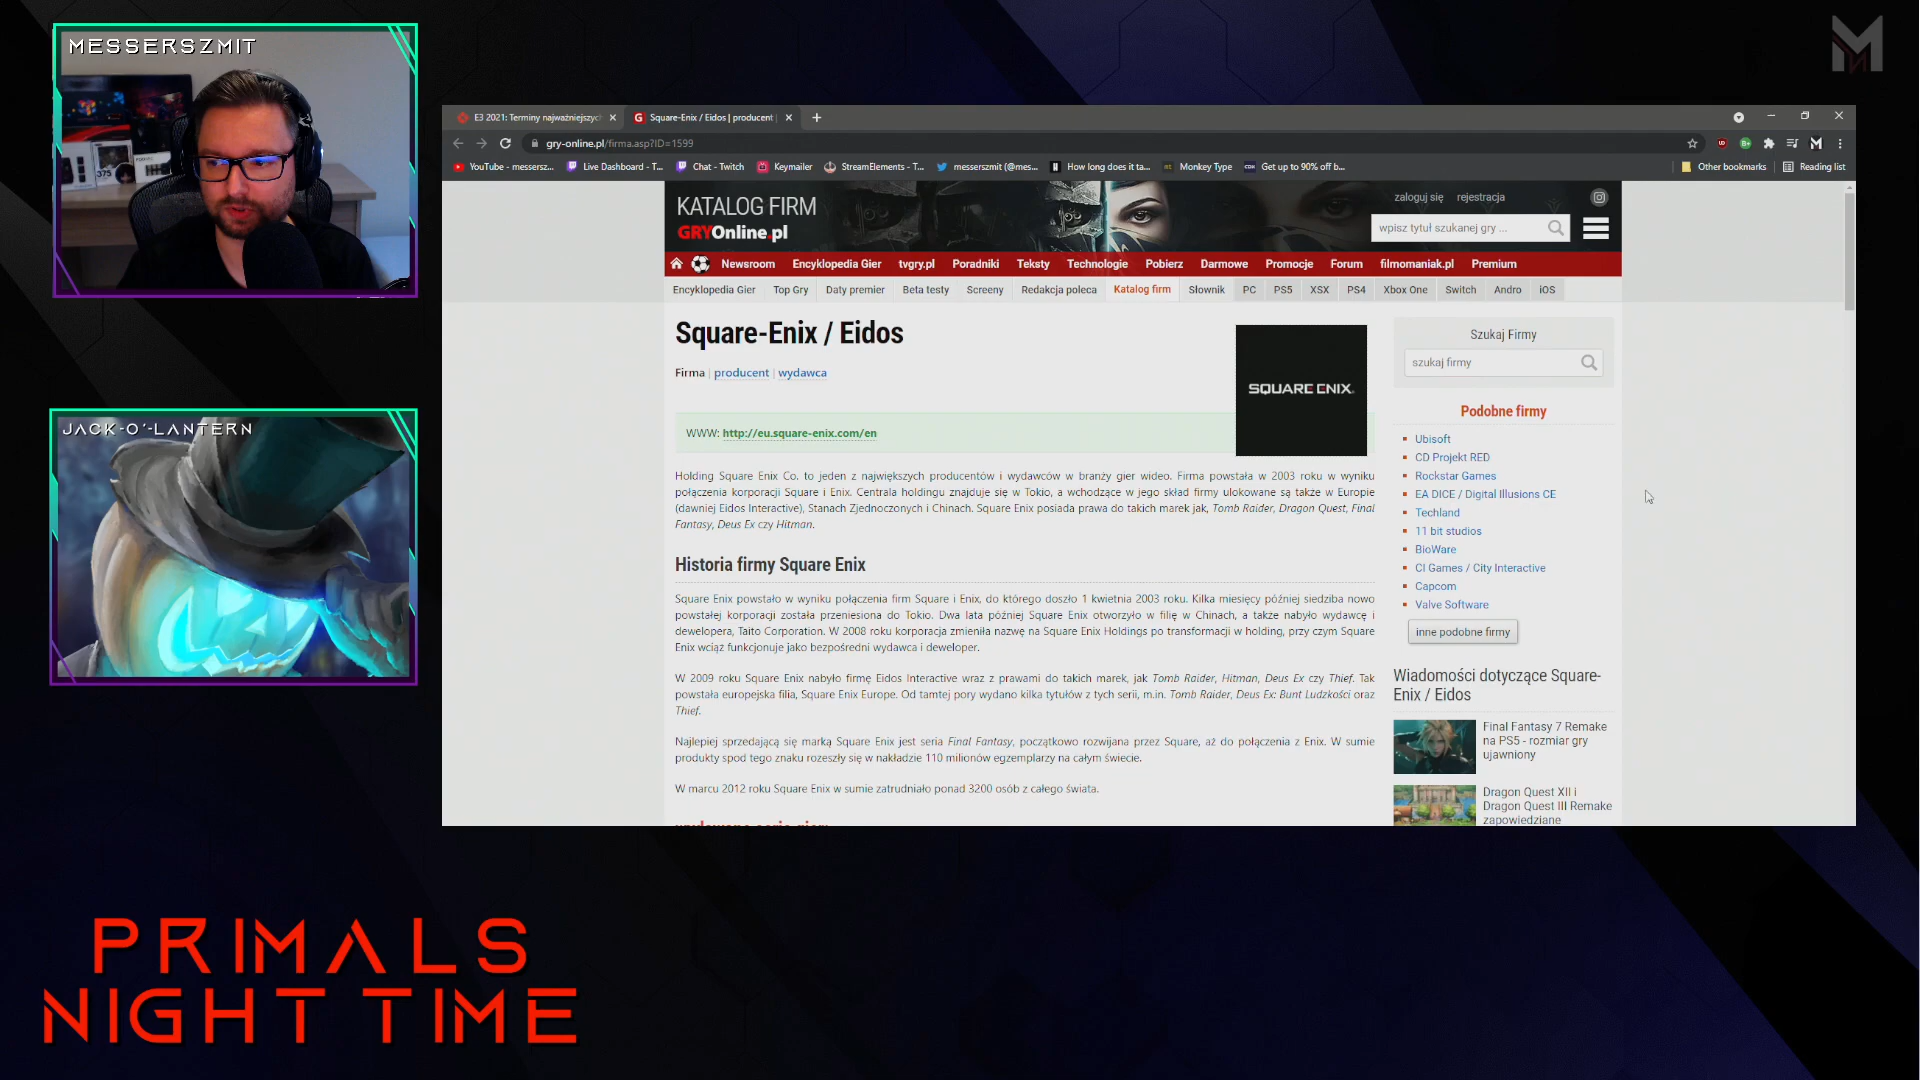 MESSERSZMIT
JACK-O'-LANTERN
PRIMALS
NIGHT TIME
E3 2021: Terminy najważniejszych
Square-Enix / Eidos | producent
gry-online.pl/firma.asp?ID=1599
YouTube - messersz...
Live Dashboard - T...
Chat - Twitch
Keymailer
StreamElements - T...
messerszmit (@mes...
How long does it ta...
Monkey Type
Get up to 90% off b...
Other bookmarks
Reading list
KATALOG FIRM
GRYOnline.pl
zaloguj się
rejestracja
wpisz tytuł szukanej gry ...
Newsroom
Encyklopedia Gier
tvgry.pl
Poradniki
Teksty
Technologie
Pobierz
Darmowe
Promocje
Forum
filmomaniak.pl
Premium
Encyklopedia Gier
Top Gry
Daty premier
Beta testy
Screeny
Redakcja poleca
Katalog firm
Słownik
PC
PS5
XSX
PS4
Xbox One
Switch
Andro
iOS
Square-Enix / Eidos
Firma | producent | wydawca
SQUARE ENIX
WWW: http://eu.square-enix.com/en
Holding Square Enix Co. to jeden z największych producentów i wydawców w branży gier wideo. Firma powstała w 2003 roku w wyniku
połączenia korporacji Square i Enix. Centrala holdingu znajduje się w Tokio, a wchodzące w jego skład firmy ulokowane są także w Europie
(dawniej Eidos Interactive), Stanach Zjednoczonych i Chinach. Square Enix posiada prawa do takich marek jak, Tomb Raider, Dragon Quest, Final
Fantasy, Deus Ex czy Hitman.
Historia firmy Square Enix
Square Enix powstało w wyniku połączenia firm Square i Enix, do którego doszło 1 kwietnia 2003 roku. Kilka miesięcy później siedziba nowo
powstałej korporacji została przeniesiona do Tokio. Dwa lata później Square Enix otworzyło w filię w Chinach, a także nabyło wydawcę i
dewelopera, Taito Corporation. W 2008 roku korporacja zmieniła nazwę na Square Enix Holdings po transformacji w holding, przy czym Square
Enix wciąż funkcjonuje jako bezpośredni wydawca i deweloper.
W 2009 roku Square Enix nabyło firmę Eidos Interactive wraz z prawami do takich marek, jak Tomb Raider, Hitman, Deus Ex czy Thief. Tak
powstała europejska filia, Square Enix Europe. Od tamtej pory wydano kilka tytułów z tych serii, m.in. Tomb Raider, Deus Ex: Bunt Ludzkości oraz
Thief.
Najlepiej sprzedającą się marką Square Enix jest seria Final Fantasy, początkowo rozwijana przez Square, aż do połączenia z Enix. W sumie
produkty spod tego znaku rozeszły się w nakładzie 110 milionów egzemplarzy na całym świecie.
W marcu 2012 roku Square Enix w sumie zatrudniało ponad 3200 osób z całego świata.
Szukaj Firmy
szukaj firmy
Podobne firmy
Ubisoft
CD Projekt RED
Rockstar Games
EA DICE / Digital Illusions CE
Techland
11 bit studios
BioWare
CI Games / City Interactive
Capcom
Valve Software
inne podobne firmy
Wiadomości dotyczące Square-
Enix / Eidos
Final Fantasy 7 Remake
na PS5 - rozmiar gry
ujawniony
Dragon Quest XII i
Dragon Quest III Remake
zapowiedziane